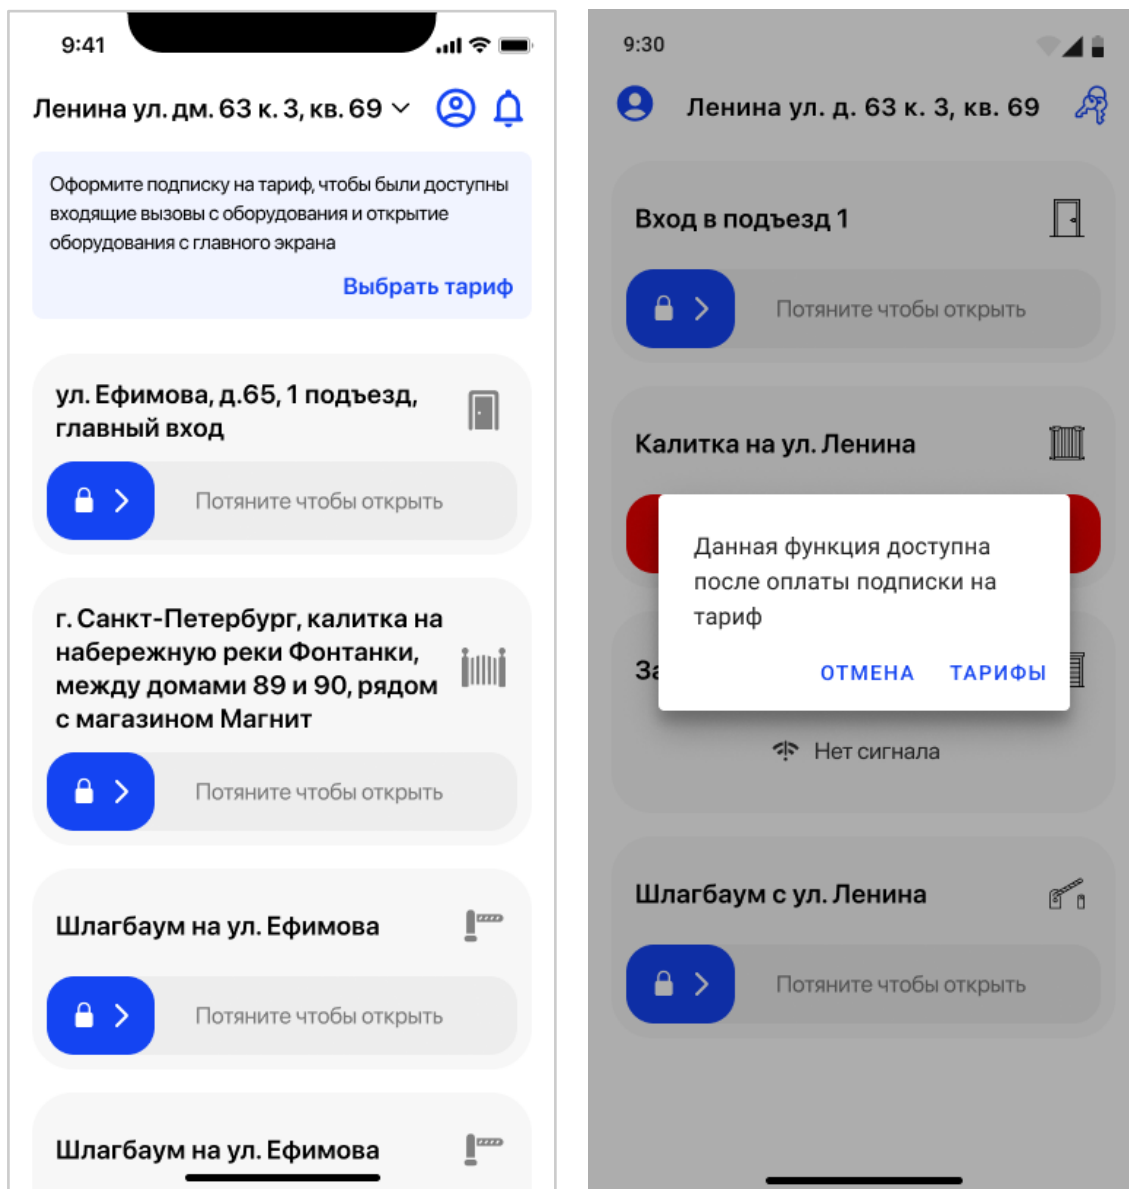 9:41
Ленина ул. дм. 63 к. 3, кв. 69
Оформите подписку на тариф, чтобы были доступны
входящие вызовы с оборудования и открытие
оборудования с главного экрана
Выбрать тариф
ул. Ефимова, д.65, 1 подъезд,
главный вход
Потяните чтобы открыть
г. Санкт-Петербург, калитка на
набережную реки Фонтанки,
между домами 89 и 90, рядом
с магазином Магнит
Потяните чтобы открыть
Шлагбаум на ул. Ефимова
Потяните чтобы открыть
Шлагбаум на ул. Ефимова
9:30
Ленина ул. д. 63 к. 3, кв. 69
Вход в подъезд 1
Потяните чтобы открыть
Калитка на ул. Ленина
Данная функция доступна
после оплаты подписки на
тариф
ОТМЕНА ТАРИФЫ
Нет сигнала
Шлагбаум с ул. Ленина
Потяните чтобы открыть